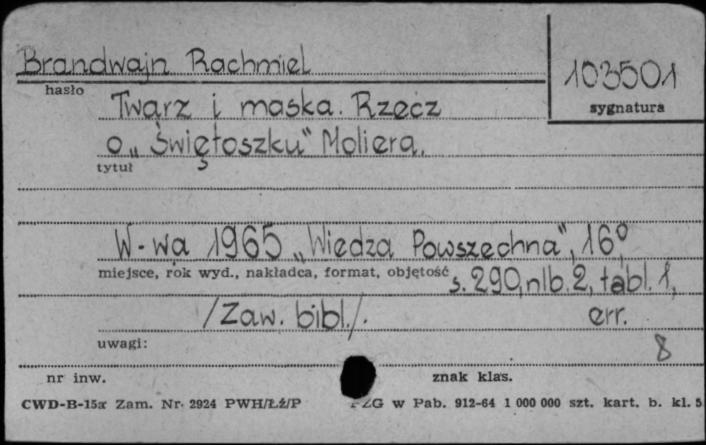 Brandwajn Rachmiel
103501
hasło
sygnatura
Twarz i maska. Rzecz
o „Świętoszku" Moliera.
tytuł
W-wa 1965 „Wiedza Powszechna", 16°,
miejsce, rok wyd., nakładca, format, objętość
s. 290, nlb. 2, tabl. 1,
/Zaw. bibl./.
err.
uwagi:
8
nr inw.
znak klas.
CWD-B-15a Zam. Nr 2924 PWH/Łź/P
PZG w Pab. 912-64 1 000 000 szt. kart. b. kl. 5